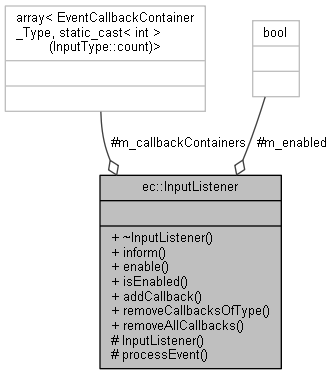 array< EventCallbackContainer
_Type, static_cast< int >
(InputType::count)>
bool
#m_callbackContainers
#m_enabled
ec::InputListener
+ ~InputListener()
+ inform()
+ enable()
+ isEnabled()
+ addCallback()
+ removeCallbacksOfType()
+ removeAllCallbacks()
# InputListener()
# processEvent()